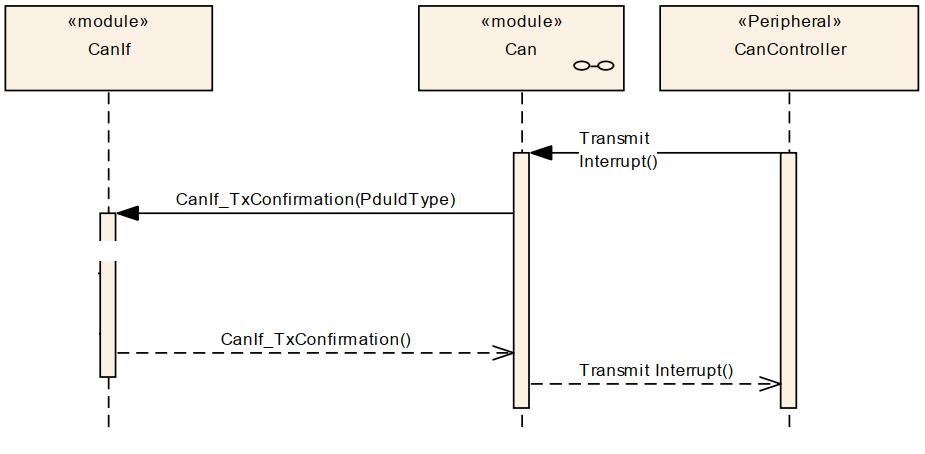 «module»
CanIf
«module»
Can
«Peripheral»
CanController
Transmit
Interrupt()
CanIf_TxConfirmation(PduIdType)
CanIf_TxConfirmation()
Transmit Interrupt()